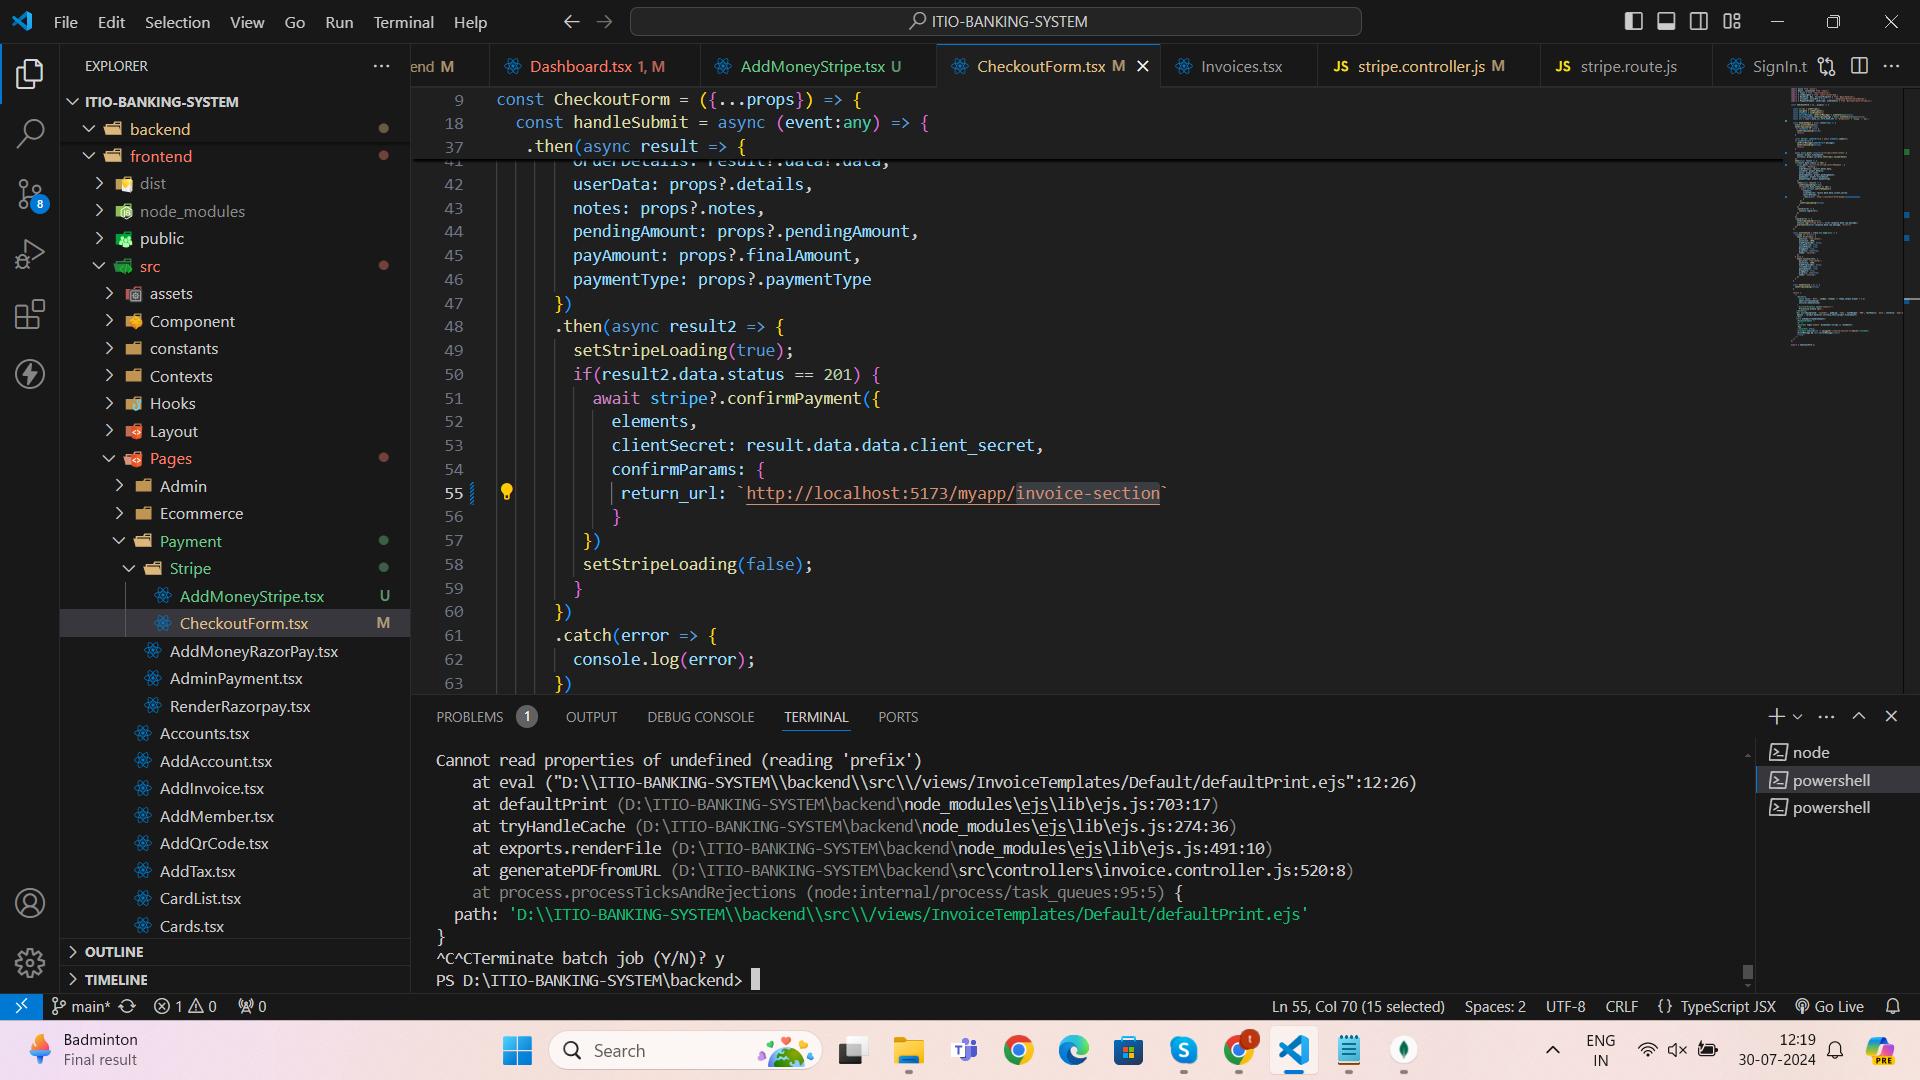 File Edit Selection View Go Run Terminal Help
ITIO-BANKING-SYSTEM
EXPLORER
ITIO-BANKING-SYSTEM
backend
frontend
dist
node_modules
public
src
assets
Component
constants
Contexts
Hooks
Layout
Pages
Admin
Ecommerce
Payment
Stripe
AddMoneyStripe.tsx U
CheckoutForm.tsx M
AddMoneyRazorPay.tsx
AdminPayment.tsx
RenderRazorpay.tsx
Accounts.tsx
AddAccount.tsx
AddInvoice.tsx
AddMember.tsx
AddQrCode.tsx
AddTax.tsx
CardList.tsx
Cards.tsx
OUTLINE
TIMELINE
8
end M
Dashboard.tsx 1, M
AddMoneyStripe.tsx U
CheckoutForm.tsx M
Invoices.tsx
JS stripe.controller.js M
JS stripe.route.js
SignIn.t
9 const CheckoutForm = ({...props}) => {
18 const handleSubmit = async (event:any) => {
37 .then(async result => {
41 orderDetails: result?.data?.data,
42 userData: props?.details,
43 notes: props?.notes,
44 pendingAmount: props?.pendingAmount,
45 payAmount: props?.finalAmount,
46 paymentType: props?.paymentType
47 })
48 .then(async result2 => {
49 setStripeLoading(true);
50 if(result2.data.status == 201) {
51 await stripe?.confirmPayment({
52 elements,
53 clientSecret: result.data.data.client_secret,
54 confirmParams: {
55 return_url: `http://localhost:5173/myapp/invoice-section`
56 }
57 })
58 setStripeLoading(false);
59 }
60 })
61 .catch(error => {
62 console.log(error);
63 })
PROBLEMS 1 OUTPUT DEBUG CONSOLE TERMINAL PORTS
Cannot read properties of undefined (reading 'prefix')
at eval ("D:\\ITIO-BANKING-SYSTEM\\backend\\src\\/views/InvoiceTemplates/Default/defaultPrint.ejs":12:26)
at defaultPrint (D:\ITIO-BANKING-SYSTEM\backend\node_modules\ejs\lib\ejs.js:703:17)
at tryHandleCache (D:\ITIO-BANKING-SYSTEM\backend\node_modules\ejs\lib\ejs.js:274:36)
at exports.renderFile (D:\ITIO-BANKING-SYSTEM\backend\node_modules\ejs\lib\ejs.js:491:10)
at generatePDFfromURL (D:\ITIO-BANKING-SYSTEM\backend\src\controllers\invoice.controller.js:520:8)
at process.processTicksAndRejections (node:internal/process/task_queues:95:5) {
path: 'D:\\ITIO-BANKING-SYSTEM\\backend\\src\\/views/InvoiceTemplates/Default/defaultPrint.ejs'
}
^C^CTerminate batch job (Y/N)? y
PS D:\ITIO-BANKING-SYSTEM\backend>
node
powershell
powershell
main* 1 0 0
Ln 55, Col 70 (15 selected) Spaces: 2 UTF-8 CRLF {} TypeScript JSX Go Live
Badminton
Final result
Search
t
PRE
ENG
IN
12:19
30-07-2024